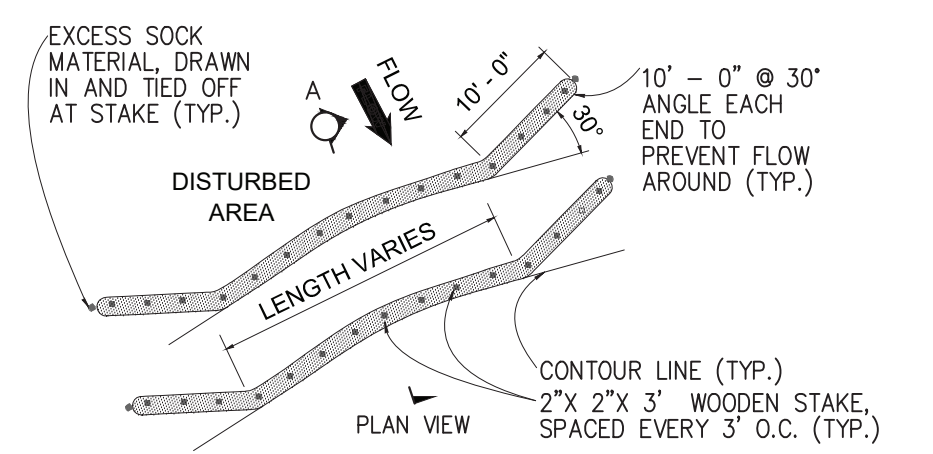 EXCESS SOCK
MATERIAL, DRAWN
IN AND TIED OFF
AT STAKE (TYP.)
A
FLOW
10' - 0"
30°
10' – 0" @ 30°
ANGLE EACH
END TO
PREVENT FLOW
AROUND (TYP.)
DISTURBED
AREA
LENGTH VARIES
CONTOUR LINE (TYP.)
2"X 2"X 3' WOODEN STAKE,
SPACED EVERY 3' O.C. (TYP.)
PLAN VIEW